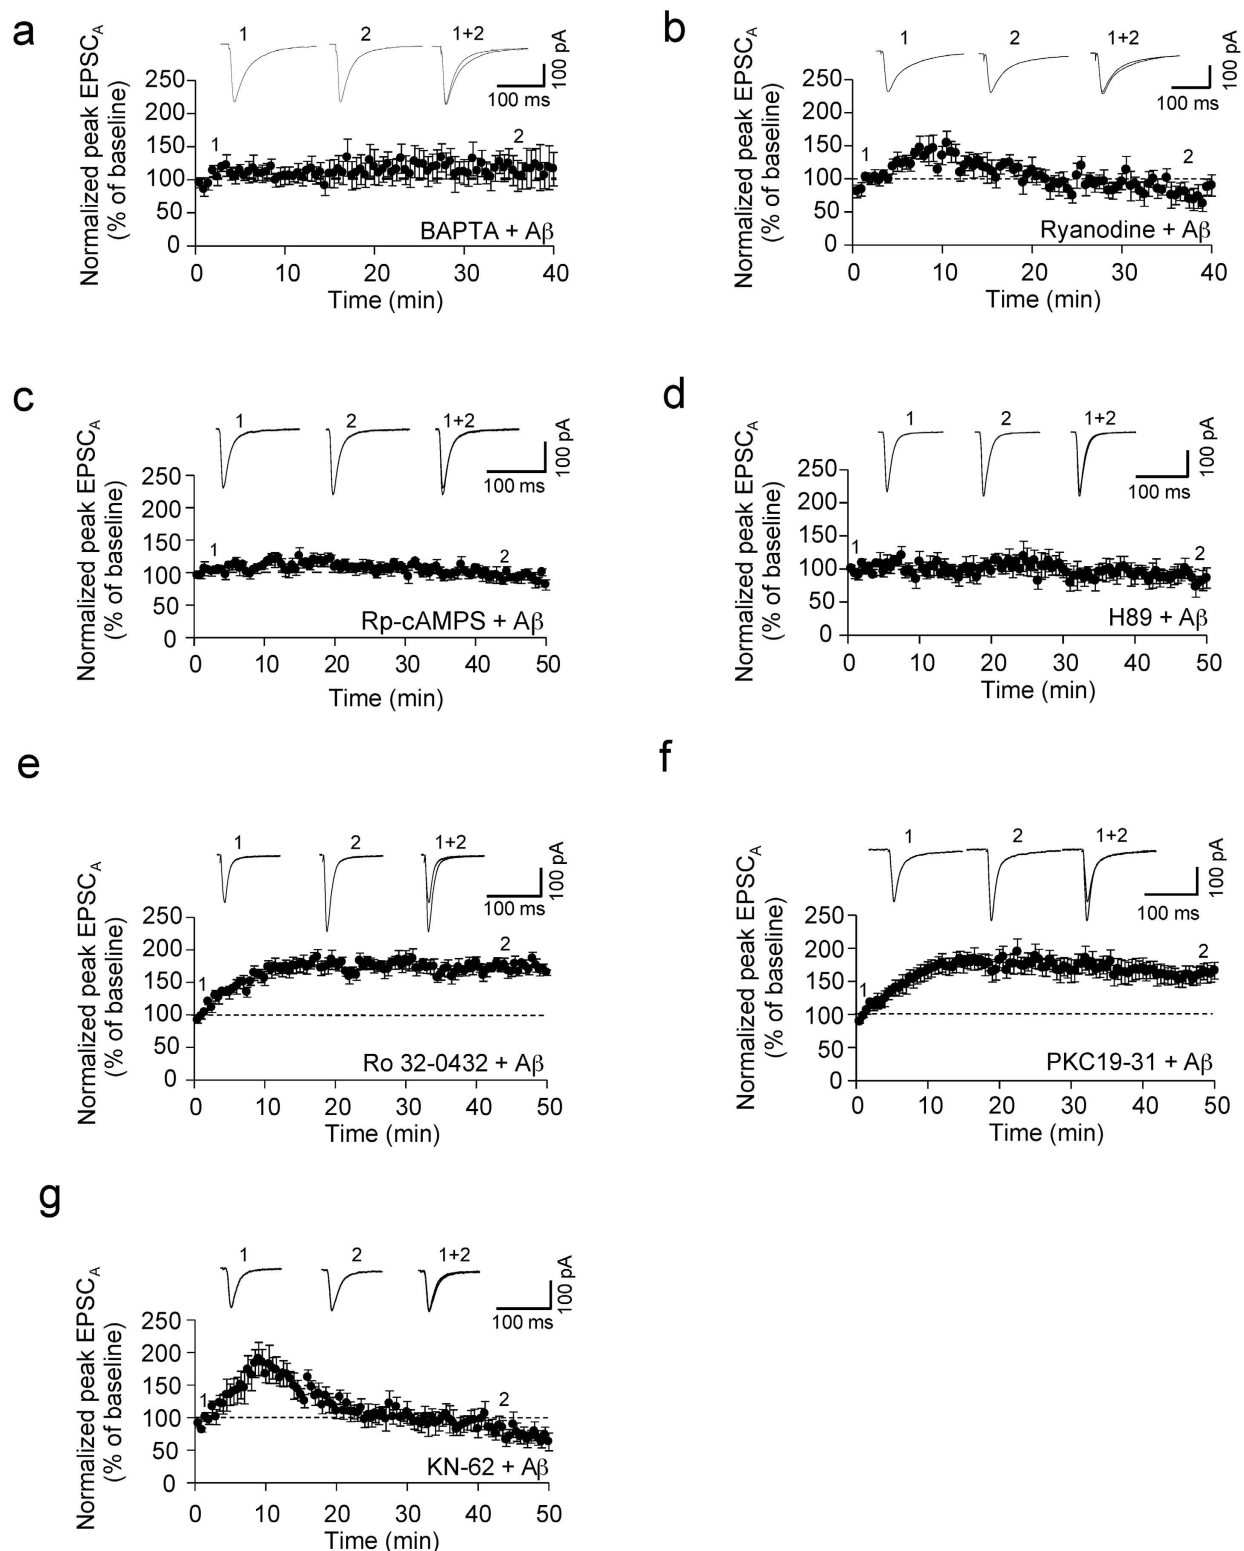 a
1 2 1+2
100 pA
100 ms
Normalized peak EPSC_A
(% of baseline)
250
200
150
100
50
0
1 2
BAPTA + Aβ
0 10 20 30 40
Time (min)
b
1 2 1+2
100 pA
100 ms
Normalized peak EPSC_A
(% of baseline)
250
200
150
100
50
0
1 2
Ryanodine + Aβ
0 10 20 30 40
Time (min)
c
1 2 1+2
100 pA
100 ms
Normalized peak EPSC_A
(% of baseline)
250
200
150
100
50
0
1 2
Rp-cAMPS + Aβ
0 10 20 30 40 50
Time (min)
d
1 2 1+2
100 pA
100 ms
Normalized peak EPSC_A
(% of baseline)
250
200
150
100
50
0
1 2
H89 + Aβ
0 10 20 30 40 50
Time (min)
e
1 2 1+2
100 pA
100 ms
Normalized peak EPSC_A
(% of baseline)
250
200
150
100
50
0
1 2
Ro 32-0432 + Aβ
0 10 20 30 40 50
Time (min)
f
1 2 1+2
100 pA
100 ms
Normalized peak EPSC_A
(% of baseline)
250
200
150
100
50
0
1 2
PKC19-31 + Aβ
0 10 20 30 40 50
Time (min)
g
1 2 1+2
100 pA
100 ms
Normalized peak EPSC_A
(% of baseline)
250
200
150
100
50
0
1 2
KN-62 + Aβ
0 10 20 30 40 50
Time (min)